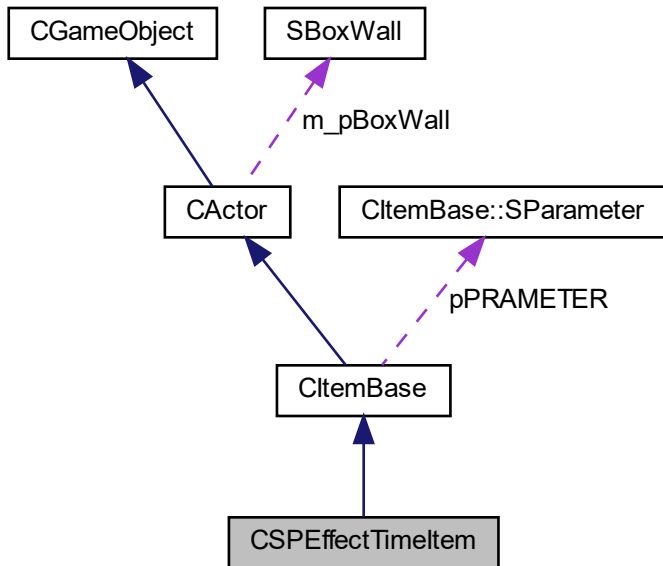 CGameObject
SBoxWall
m_pBoxWall
CActor
CItemBase::SParameter
pPRAMETER
CItemBase
CSPEffectTimeItem